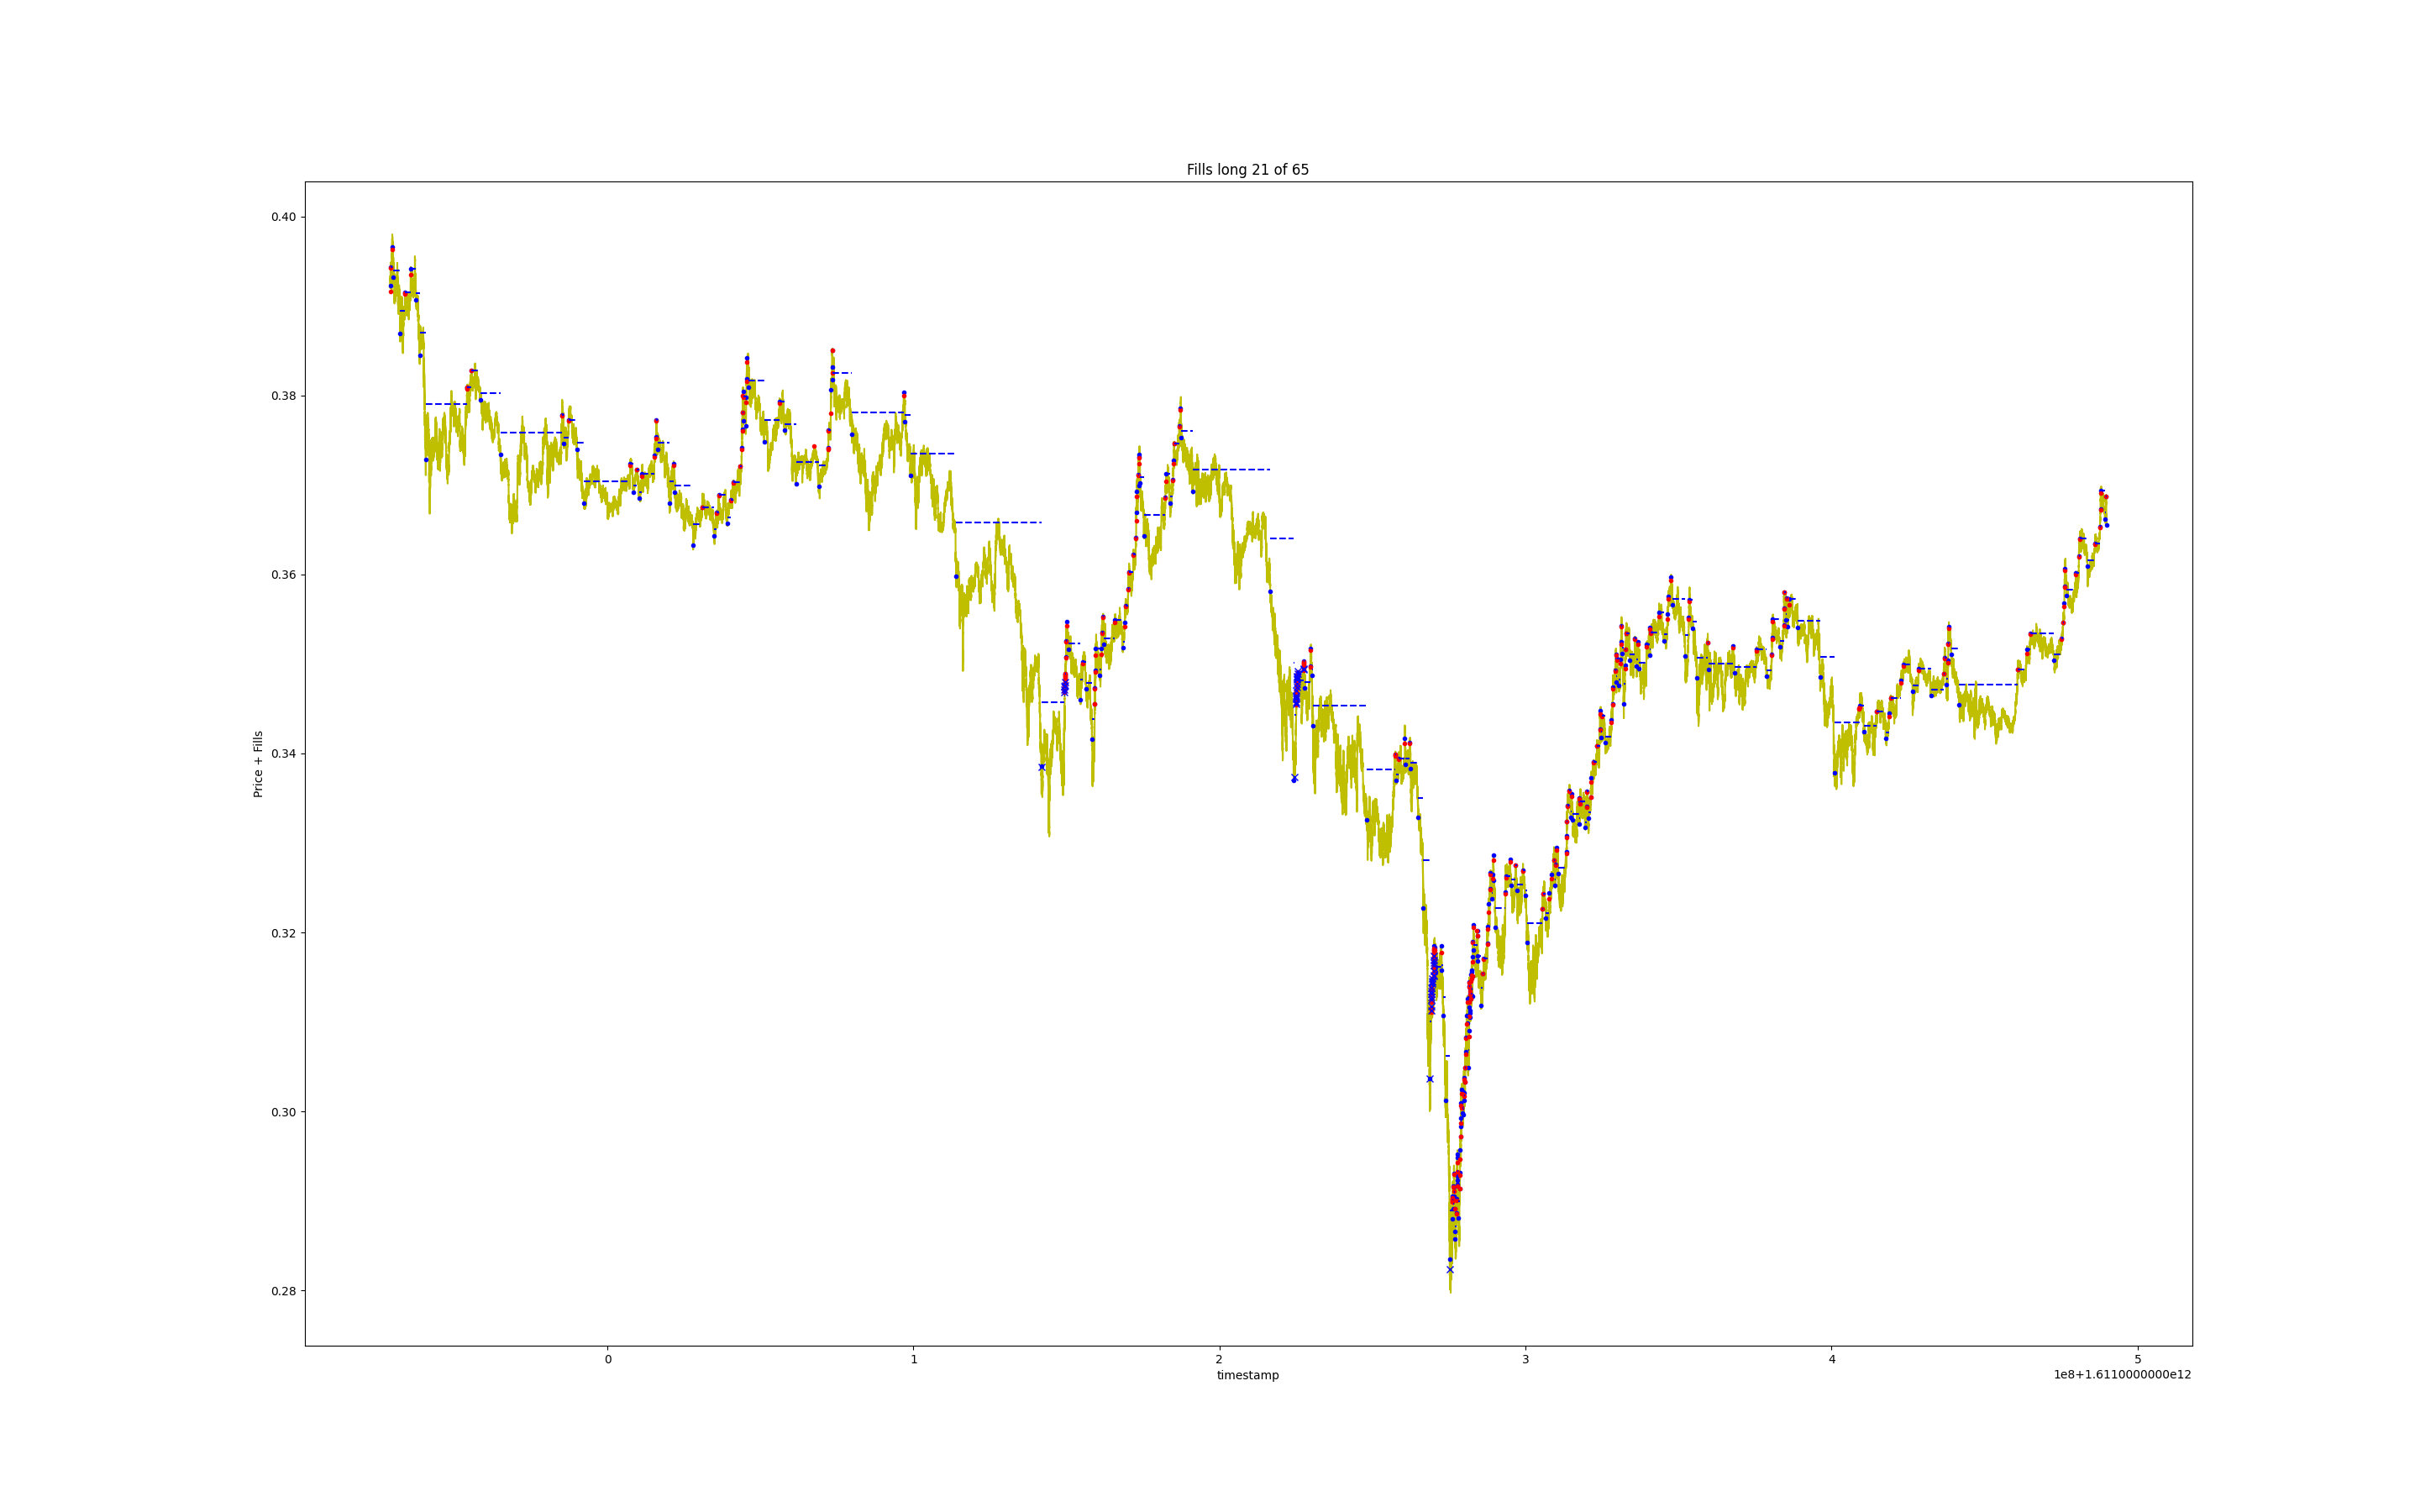 Fills long 21 of 65
0.40
0.38
0.36
0.34
0.32
0.30
0.28
Price + Fills
0 1 2 3 4 5
timestamp
1e8+1.6110000000e12